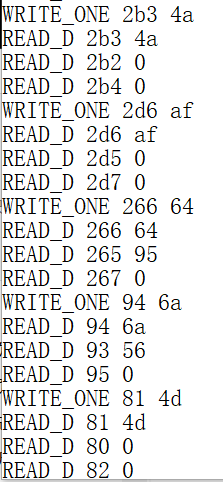 WRITE_ONE 2b3 4a
READ_D 2b3 4a
READ_D 2b2 0
READ_D 2b4 0
WRITE_ONE 2d6 af
READ_D 2d6 af
READ_D 2d5 0
READ_D 2d7 0
WRITE_ONE 266 64
READ_D 266 64
READ_D 265 95
READ_D 267 0
WRITE_ONE 94 6a
READ_D 94 6a
READ_D 93 56
READ_D 95 0
WRITE_ONE 81 4d
READ_D 81 4d
READ_D 80 0
READ_D 82 0